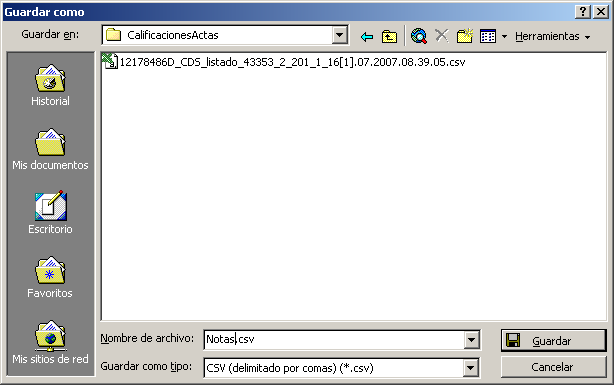 Guardar como
Guardar en:
CalificacionesActas
Herramientas
12178486D_CDS_listado_43353_2_201_1_16[1].07.2007.08.39.05.csv
Historial
Mis documentos
Escritorio
Favoritos
Mis sitios de red
Nombre de archivo:
Notas.csv
Guardar
Guardar como tipo:
CSV (delimitado por comas) (*.csv)
Cancelar